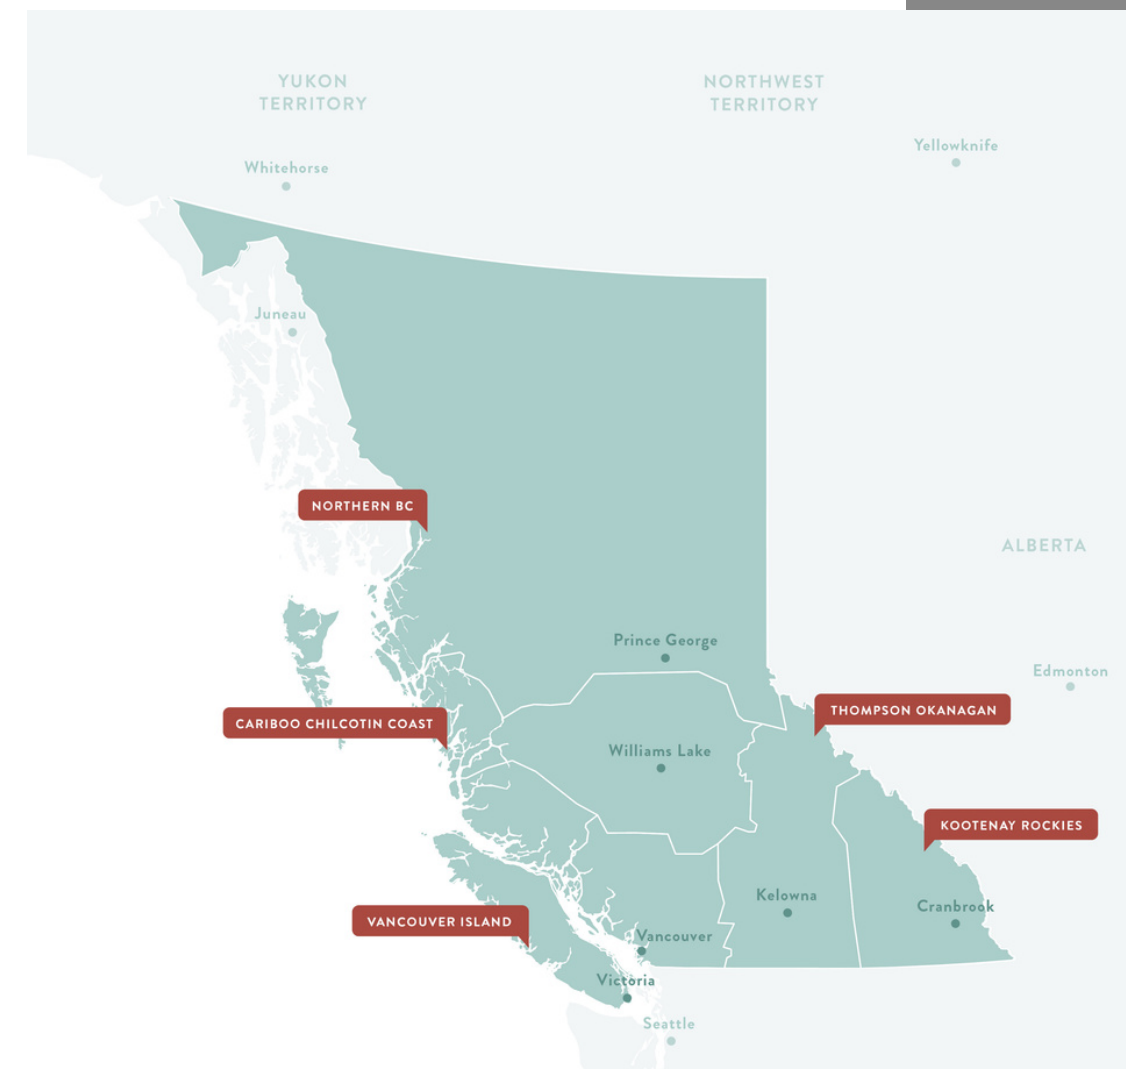 YUKON
TERRITORY
NORTHWEST
TERRITORY
Yellowknife
Whitehorse
Juneau
NORTHERN BC
ALBERTA
Prince George
Edmonton
THOMPSON OKANAGAN
CARIBOO CHILCOTIN COAST
Williams Lake
KOOTENAY ROCKIES
Kelowna
Cranbrook
VANCOUVER ISLAND
Vancouver
Victoria
Seattle